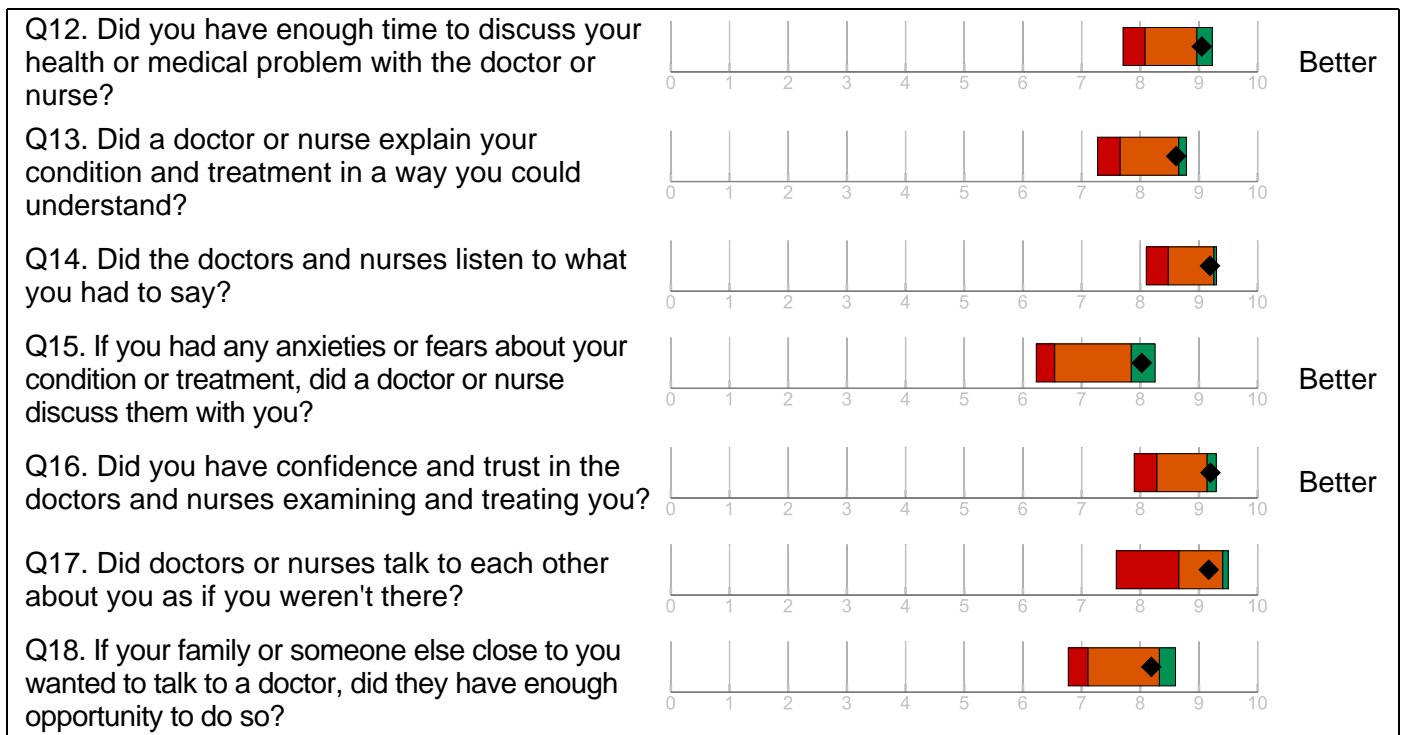 Q12. Did you have enough time to discuss your
health or medical problem with the doctor or
nurse?
0 1 2 3 4 5 6 7 8 9 10
Better
Q13. Did a doctor or nurse explain your
condition and treatment in a way you could
understand?
0 1 2 3 4 5 6 7 8 9 10
Q14. Did the doctors and nurses listen to what
you had to say?
0 1 2 3 4 5 6 7 8 9 10
Q15. If you had any anxieties or fears about your
condition or treatment, did a doctor or nurse
discuss them with you?
0 1 2 3 4 5 6 7 8 9 10
Better
Q16. Did you have confidence and trust in the
doctors and nurses examining and treating you?
0 1 2 3 4 5 6 7 8 9 10
Better
Q17. Did doctors or nurses talk to each other
about you as if you weren't there?
0 1 2 3 4 5 6 7 8 9 10
Q18. If your family or someone else close to you
wanted to talk to a doctor, did they have enough
opportunity to do so?
0 1 2 3 4 5 6 7 8 9 10